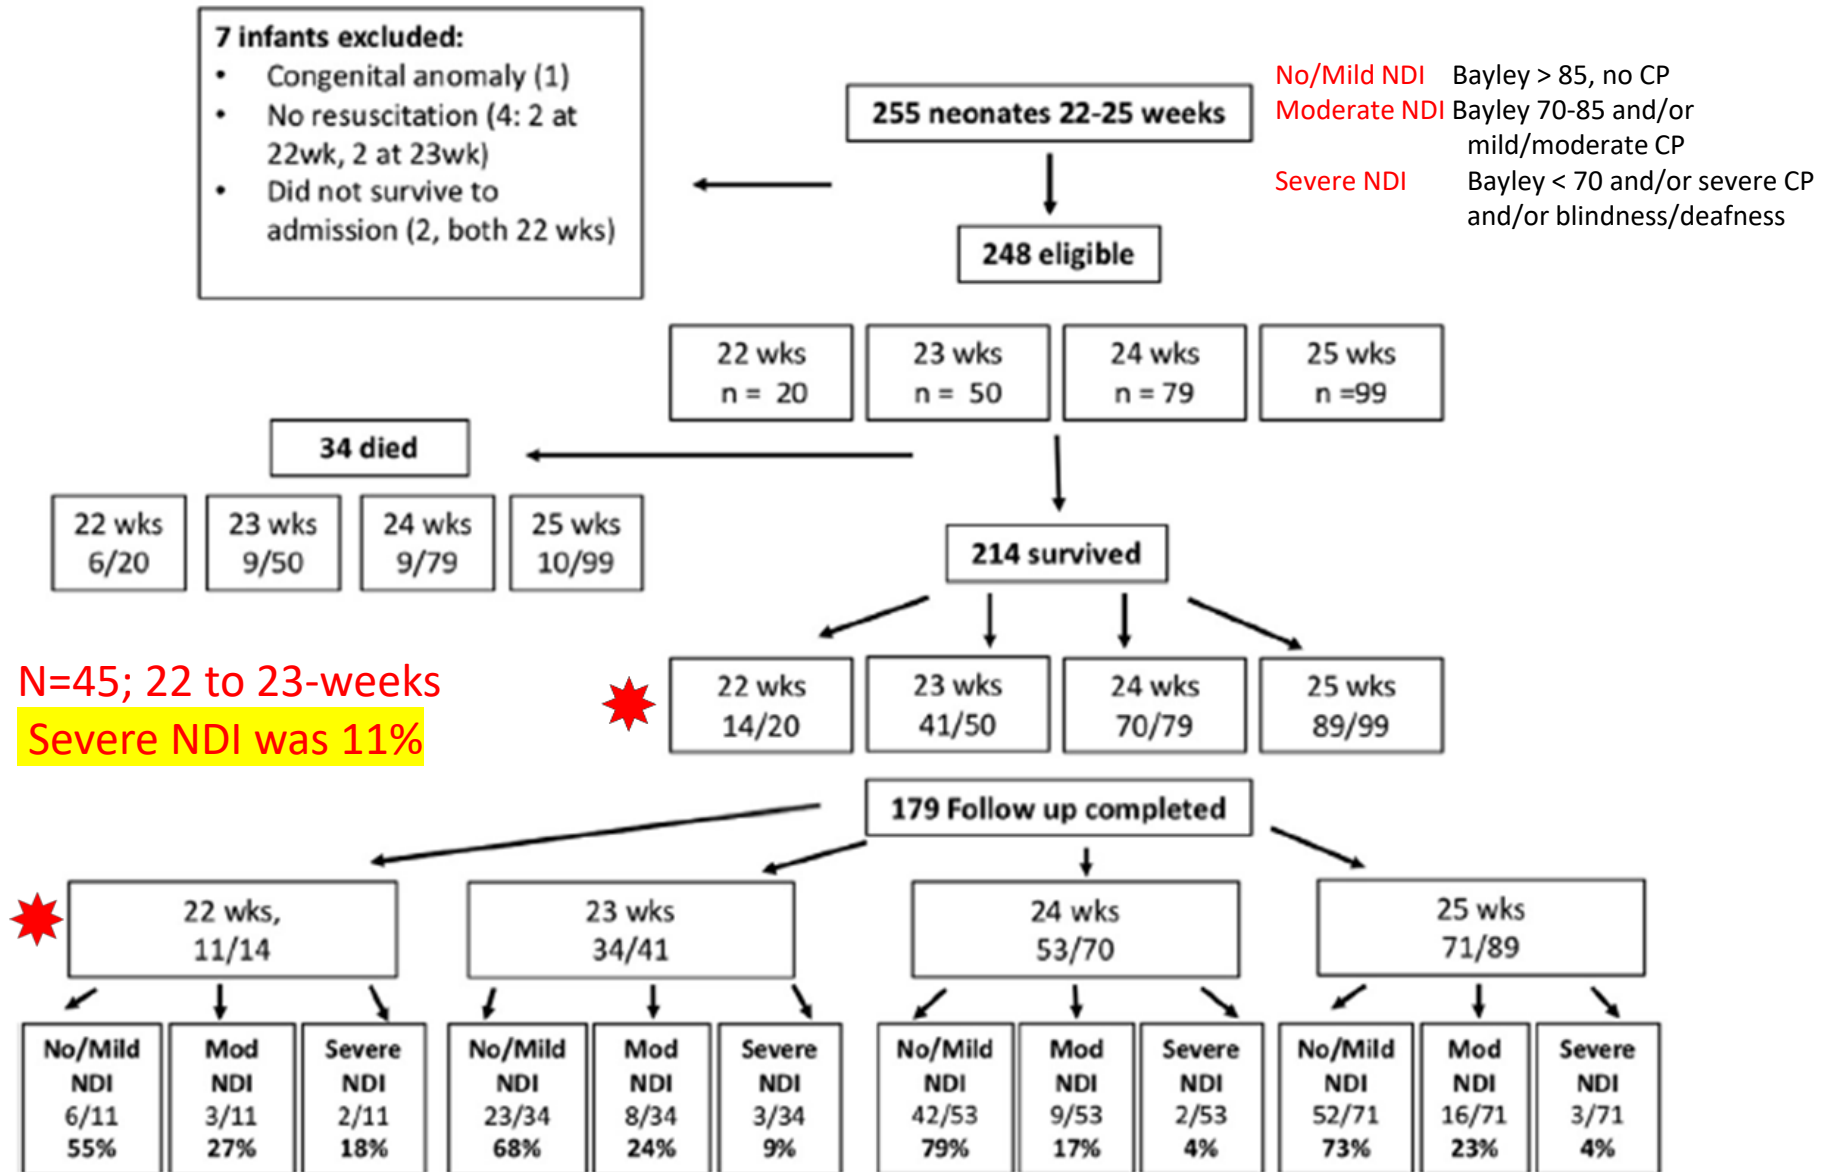 7 infants excluded:
• Congenital anomaly (1)
• No resuscitation (4: 2 at
22wk, 2 at 23wk)
• Did not survive to
admission (2, both 22 wks)
255 neonates 22-25 weeks
No/Mild NDI Bayley > 85, no CP
Moderate NDI Bayley 70-85 and/or
mild/moderate CP
Severe NDI Bayley < 70 and/or severe CP
and/or blindness/deafness
248 eligible
22 wks
n = 20
23 wks
n = 50
24 wks
n = 79
25 wks
n =99
34 died
22 wks
6/20
23 wks
9/50
24 wks
9/79
25 wks
10/99
214 survived
N=45; 22 to 23-weeks
Severe NDI was 11%
22 wks
14/20
23 wks
41/50
24 wks
70/79
25 wks
89/99
179 Follow up completed
22 wks,
11/14
23 wks
34/41
24 wks
53/70
25 wks
71/89
No/Mild
NDI
6/11
55%
Mod
NDI
3/11
27%
Severe
NDI
2/11
18%
No/Mild
NDI
23/34
68%
Mod
NDI
8/34
24%
Severe
NDI
3/34
9%
No/Mild
NDI
42/53
79%
Mod
NDI
9/53
17%
Severe
NDI
2/53
4%
No/Mild
NDI
52/71
73%
Mod
NDI
16/71
23%
Severe
NDI
3/71
4%